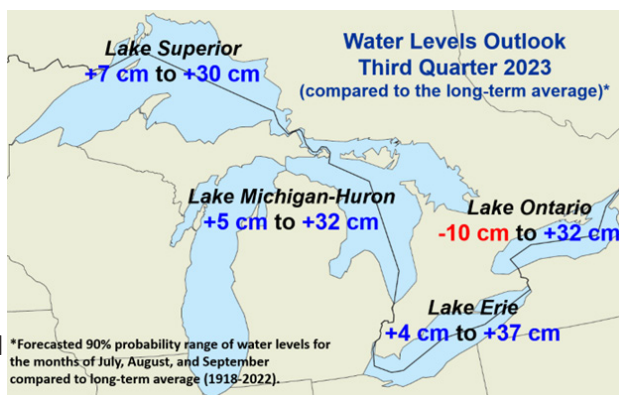 Lake Superior
+7 cm to +30 cm
Water Levels Outlook
Third Quarter 2023
(compared to the long-term average)*
Lake Michigan-Huron
+5 cm to +32 cm
Lake Ontario
-10 cm to +32 cm
Lake Erie
+4 cm to +37 cm
*Forecasted 90% probability range of water levels for
the months of July, August, and September
compared to long-term average (1918-2022).